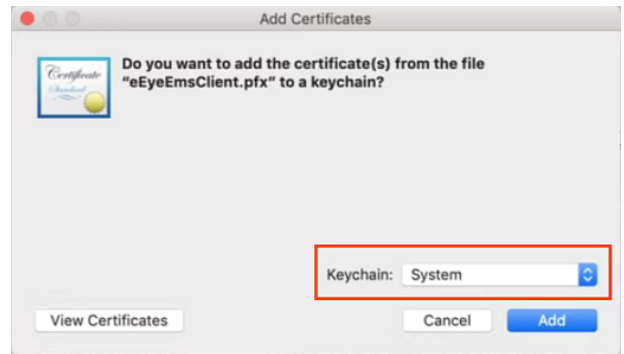 Add Certificates
Certificate
Standard
Do you want to add the certificate(s) from the file
“eEyeEmsClient.pfx” to a keychain?
Keychain: System
View Certificates
Cancel
Add